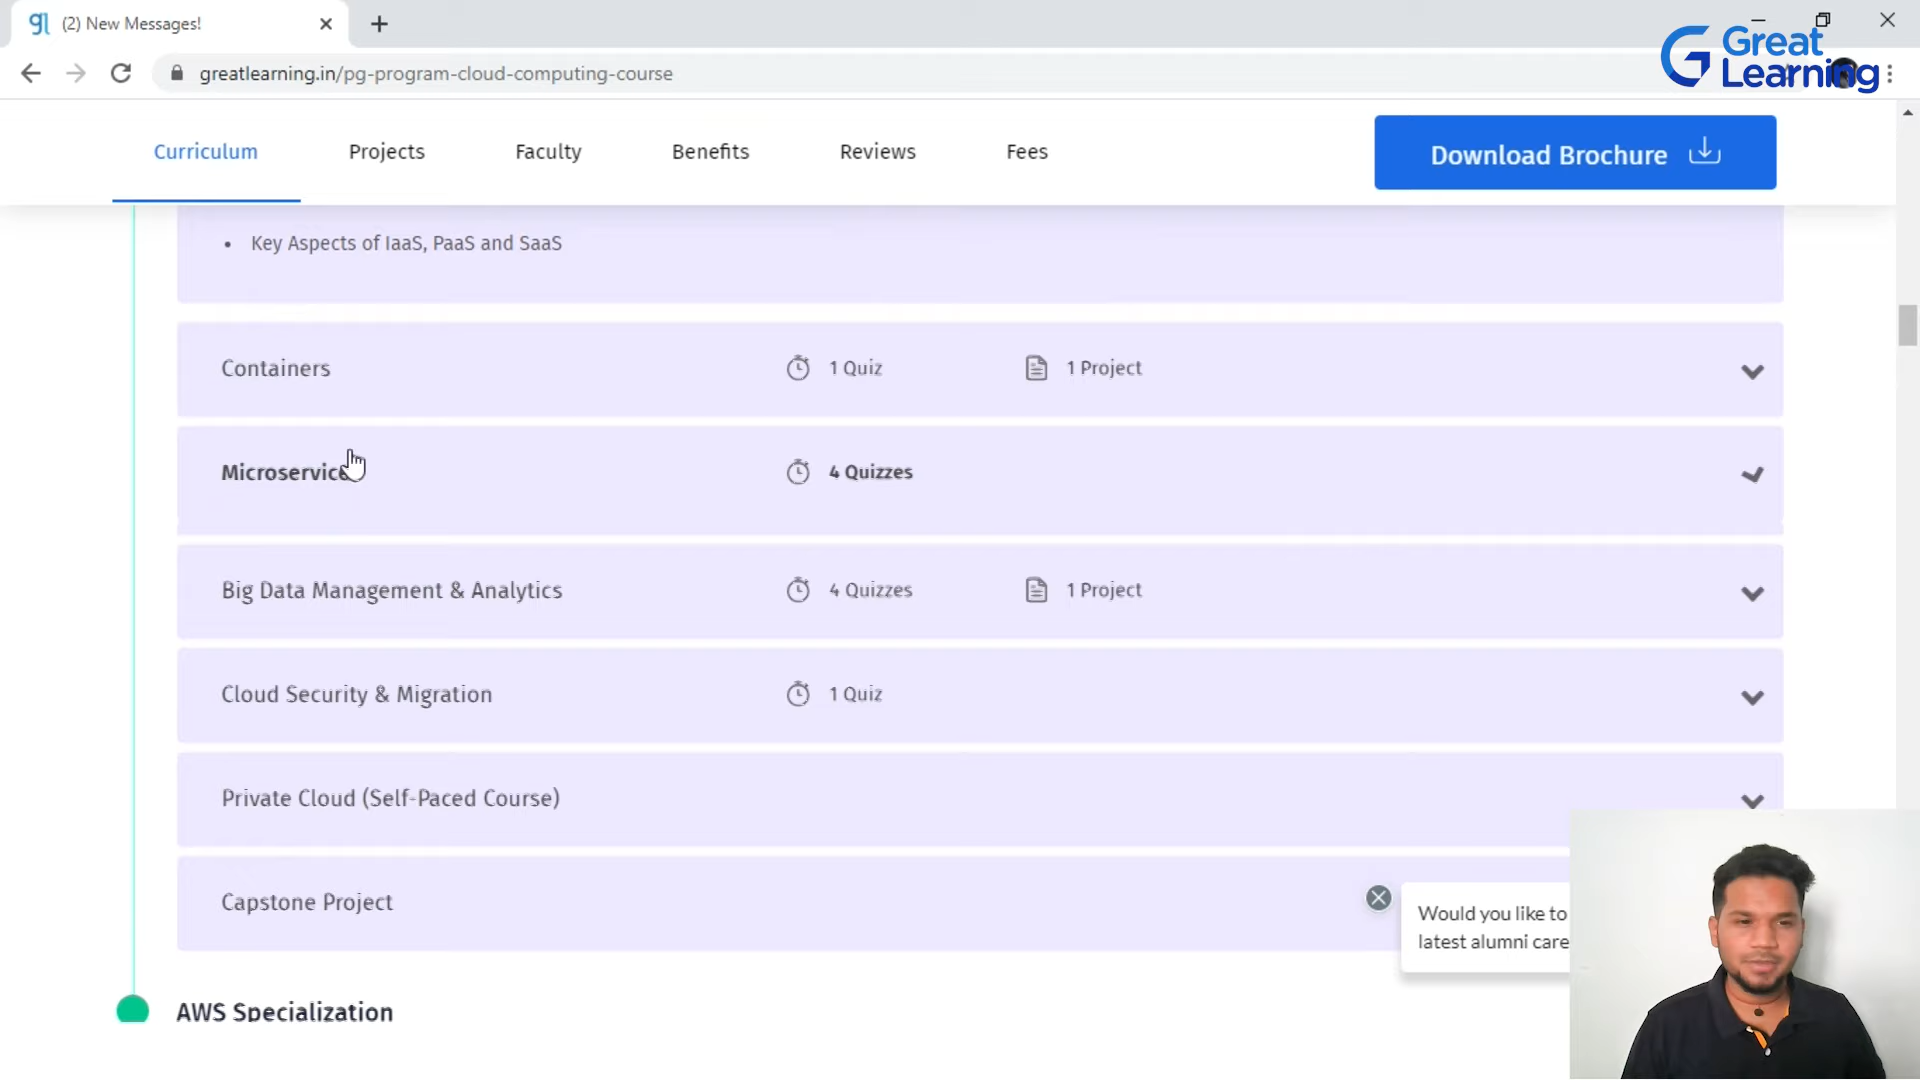 gl (2) New Messages!
greatlearning.in/pg-program-cloud-computing-course
Great
Learning
Curriculum Projects Faculty Benefits Reviews Fees Download Brochure
• Key Aspects of IaaS, PaaS and SaaS
Containers 1 Quiz 1 Project
Microservice 4 Quizzes
Big Data Management & Analytics 4 Quizzes 1 Project
Cloud Security & Migration 1 Quiz
Private Cloud (Self-Paced Course)
Capstone Project
Would you like to
latest alumni care
AWS Specialization